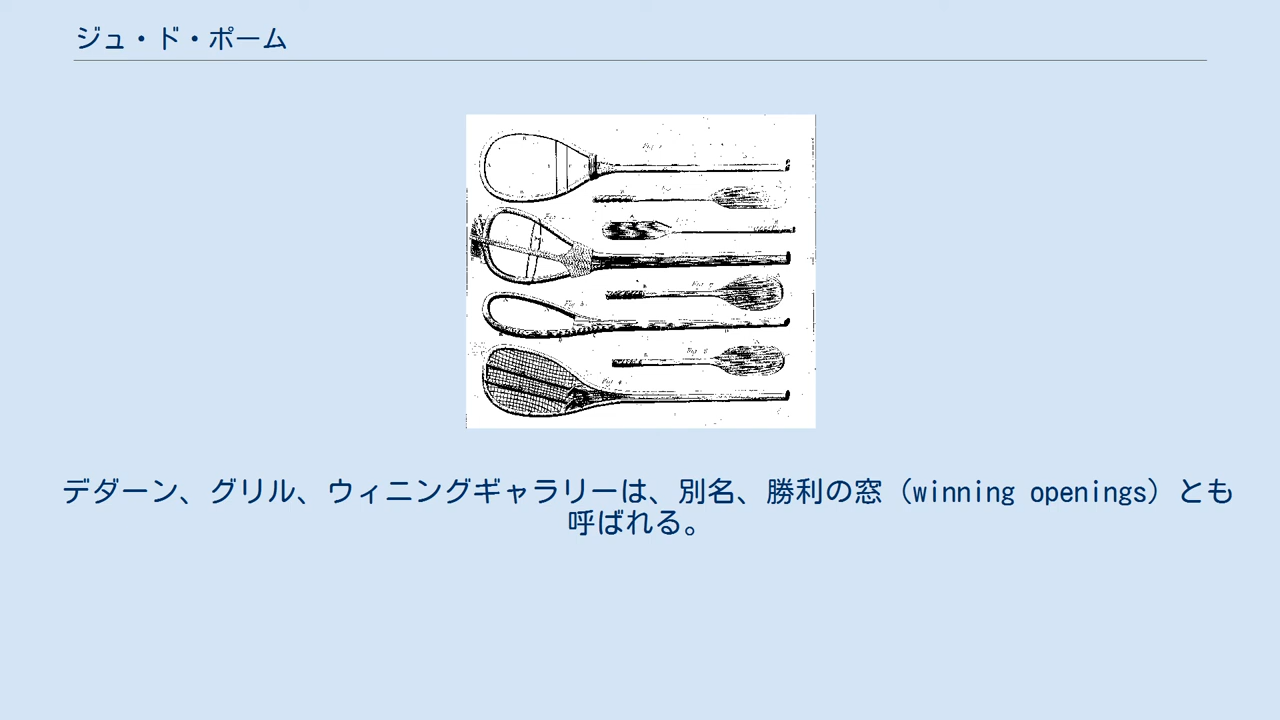 ジュ・ド・ポーム
デダーン、グリル、ウィニングギャラリーは、別名、勝利の窓（winning openings）とも
呼ばれる。